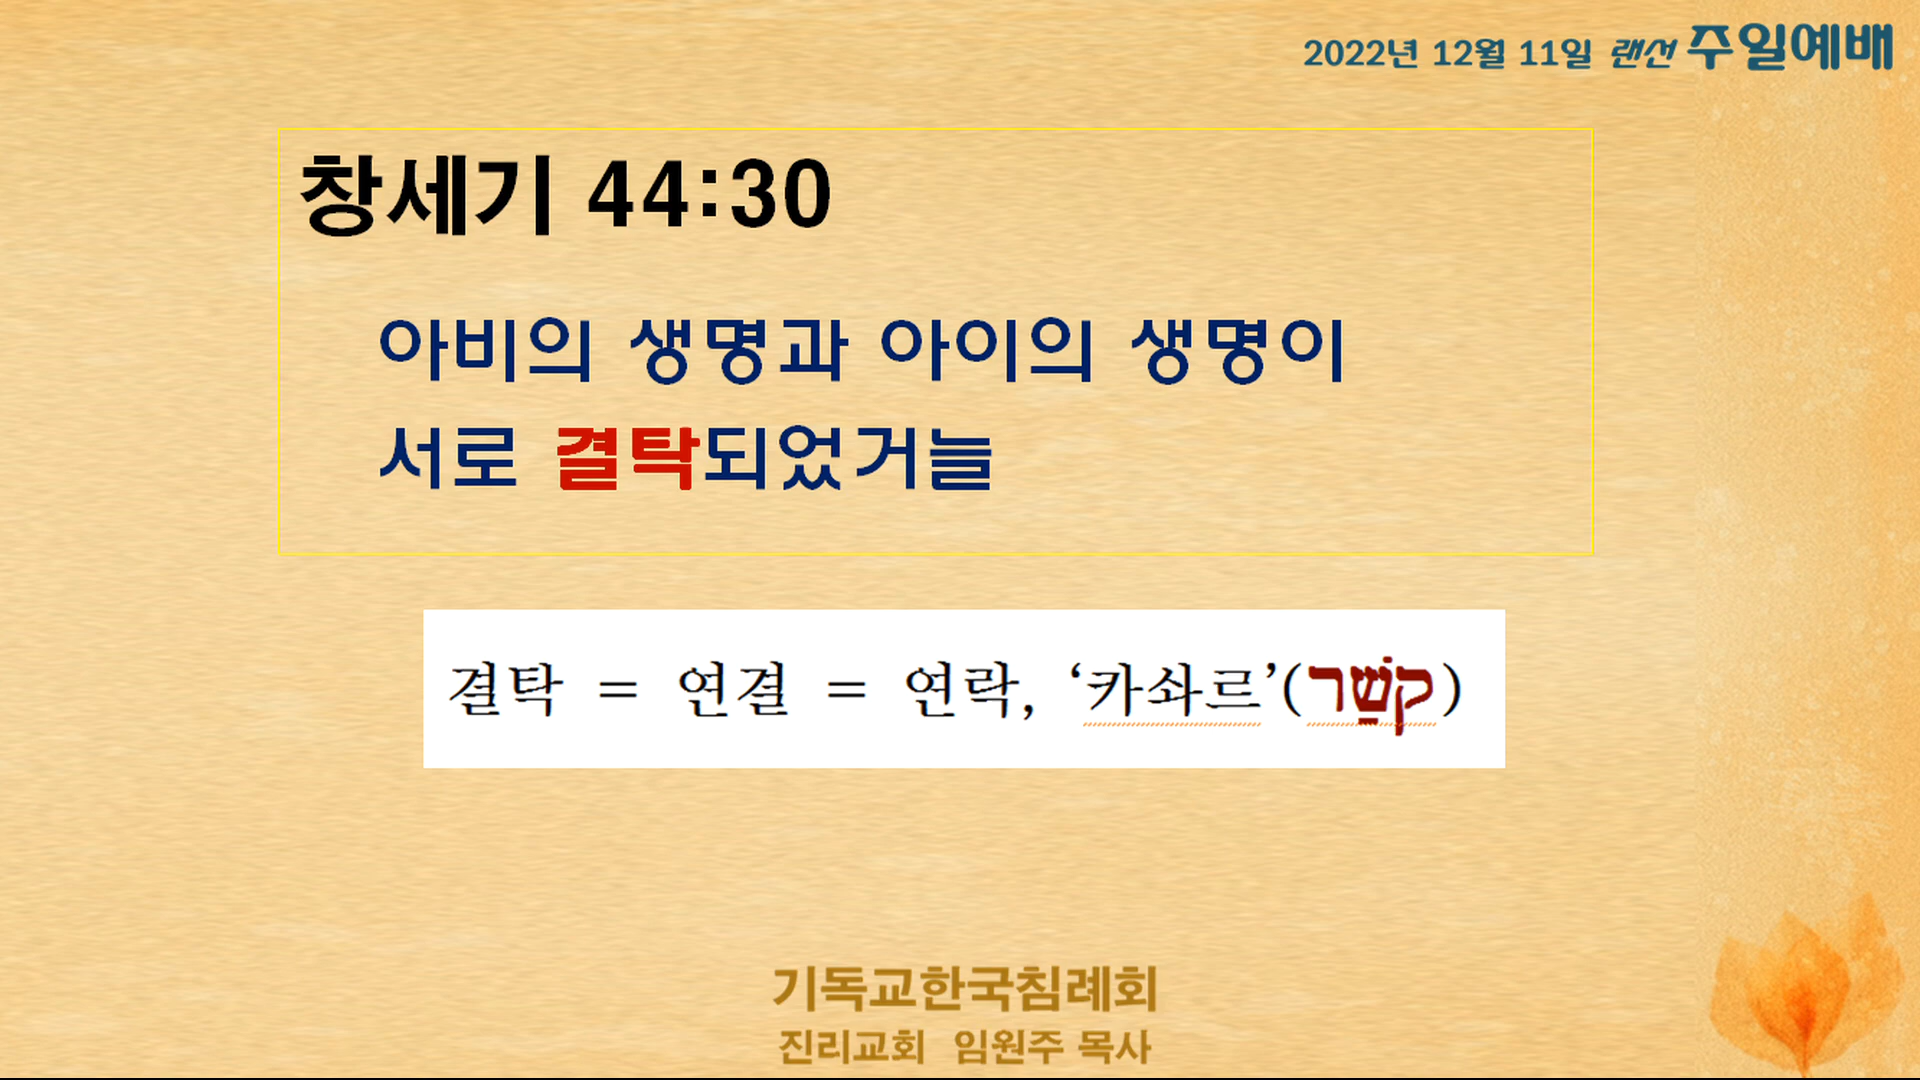 2022년 12월 11일 랜선 주일예배
창세기 44:30
아비의 생명과 아이의 생명이
서로 결탁되었거늘
결탁 = 연결 = 연락, ‘카솨르’(קשַׁר)
기독교한국침례회
진리교회 임원주 목사